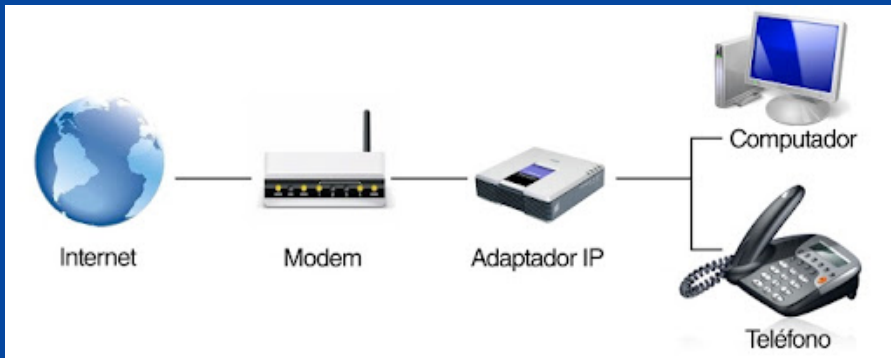 Internet
Modem
Adaptador IP
Computador
Teléfono